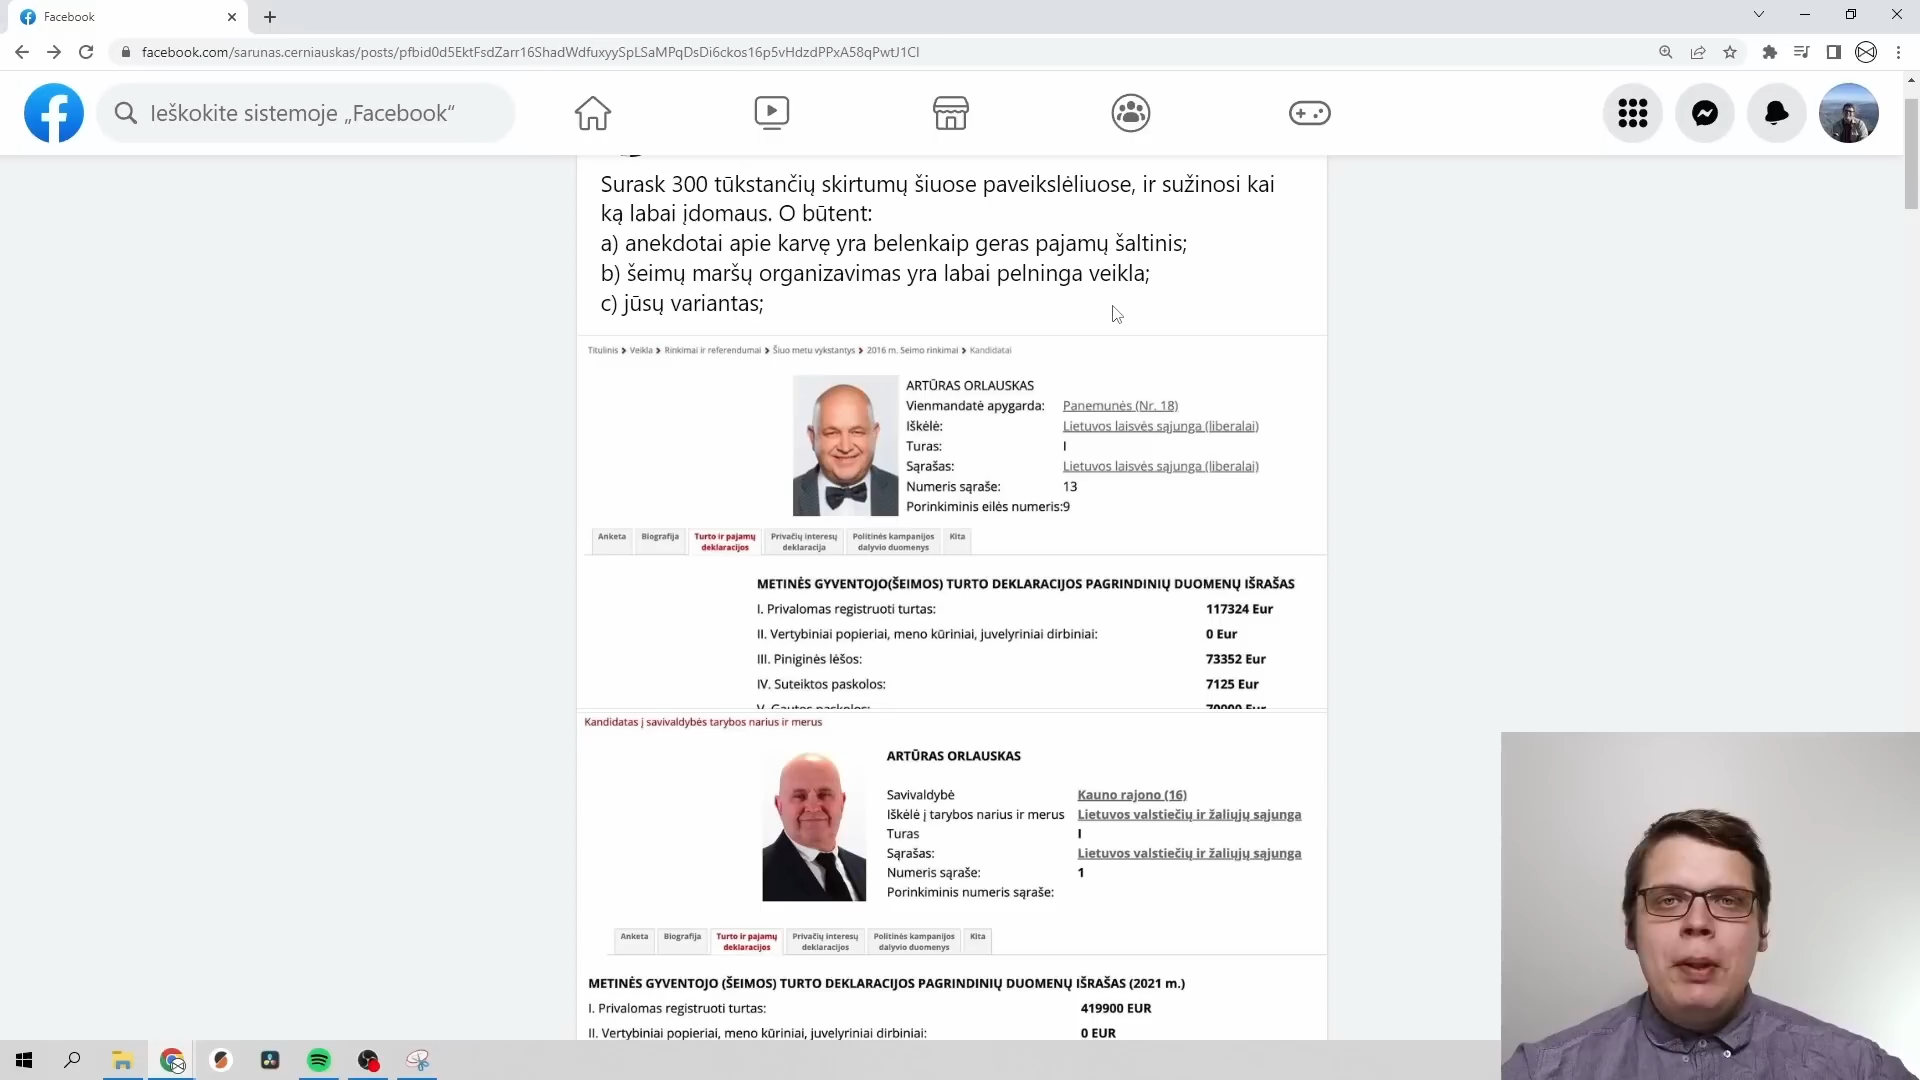 Facebook
facebook.com/sarunas.cerniauskas/posts/pfbid0d5EktFsdZarr16ShadWdfuxyySpLSaMPqDsDi6ckos16p5vHdzdPPxA58qPwtJ1Cl
Ieškokite sistemoje „Facebook“
Surask 300 tūkstančių skirtumų šiuose paveikslėliuose, ir sužinosi kai
ką labai įdomaus. O būtent:
a) anekdotai apie karvę yra belenkaip geras pajamų šaltinis;
b) šeimų maršų organizavimas yra labai pelninga veikla;
c) jūsų variantas;
Titulinis > Veikla > Rinkimai ir referendumai > Šiuo metu vykstantys > 2016 m. Seimo rinkimai > Kandidatai
ARTŪRAS ORLAUSKAS
Vienmandatė apygarda: Panemunės (Nr. 18)
Iškėlė: Lietuvos laisvės sąjunga (liberalai)
Turas: I
Sąrašas: Lietuvos laisvės sąjunga (liberalai)
Numeris sąraše: 13
Porinkiminis eilės numeris:9
Anketa Biografija Turto ir pajamų deklaracijos Privačių interesų deklaracija Politinės kampanijos dalyvio duomenys Kita
METINĖS GYVENTOJO(ŠEIMOS) TURTO DEKLARACIJOS PAGRINDINIŲ DUOMENŲ IŠRAŠAS
I. Privalomas registruoti turtas: 117324 Eur
II. Vertybiniai popieriai, meno kūriniai, juvelyriniai dirbiniai: 0 Eur
III. Piniginės lėšos: 73352 Eur
IV. Suteiktos paskolos: 7125 Eur
V. Gautos paskolos: 70000 Eur
Kandidatas į savivaldybės tarybos narius ir merus
ARTŪRAS ORLAUSKAS
Savivaldybė Kauno rajono (16)
Iškėlė į tarybos narius ir merus Lietuvos valstiečių ir žaliųjų sąjunga
Turas I
Sąrašas: Lietuvos valstiečių ir žaliųjų sąjunga
Numeris sąraše: 1
Porinkiminis numeris sąraše:
Anketa Biografija Turto ir pajamų deklaracijos Privačių interesų deklaracijos Politinės kampanijos dalyvio duomenys Kita
METINĖS GYVENTOJO (ŠEIMOS) TURTO DEKLARACIJOS PAGRINDINIŲ DUOMENŲ IŠRAŠAS (2021 m.)
I. Privalomas registruoti turtas: 419900 EUR
II. Vertybiniai popieriai, meno kūriniai, juvelyriniai dirbiniai: 0 EUR